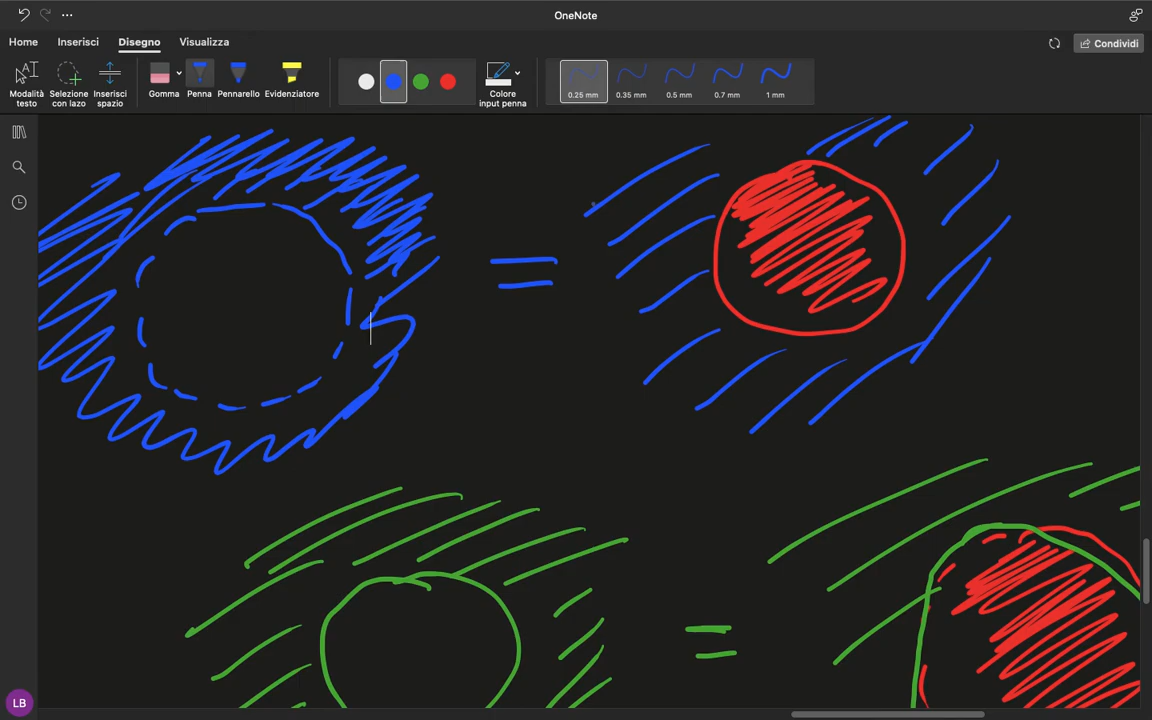 OneNote
Home Inserisci Disegno Visualizza
Condividi
Modalità testo
Selezione con lazo
Inserisci spazio
Gomma
Penna
Pennarello
Evidenziatore
Colore input penna
0.25 mm
0.35 mm
0.5 mm
0.7 mm
1 mm
=
=
LB